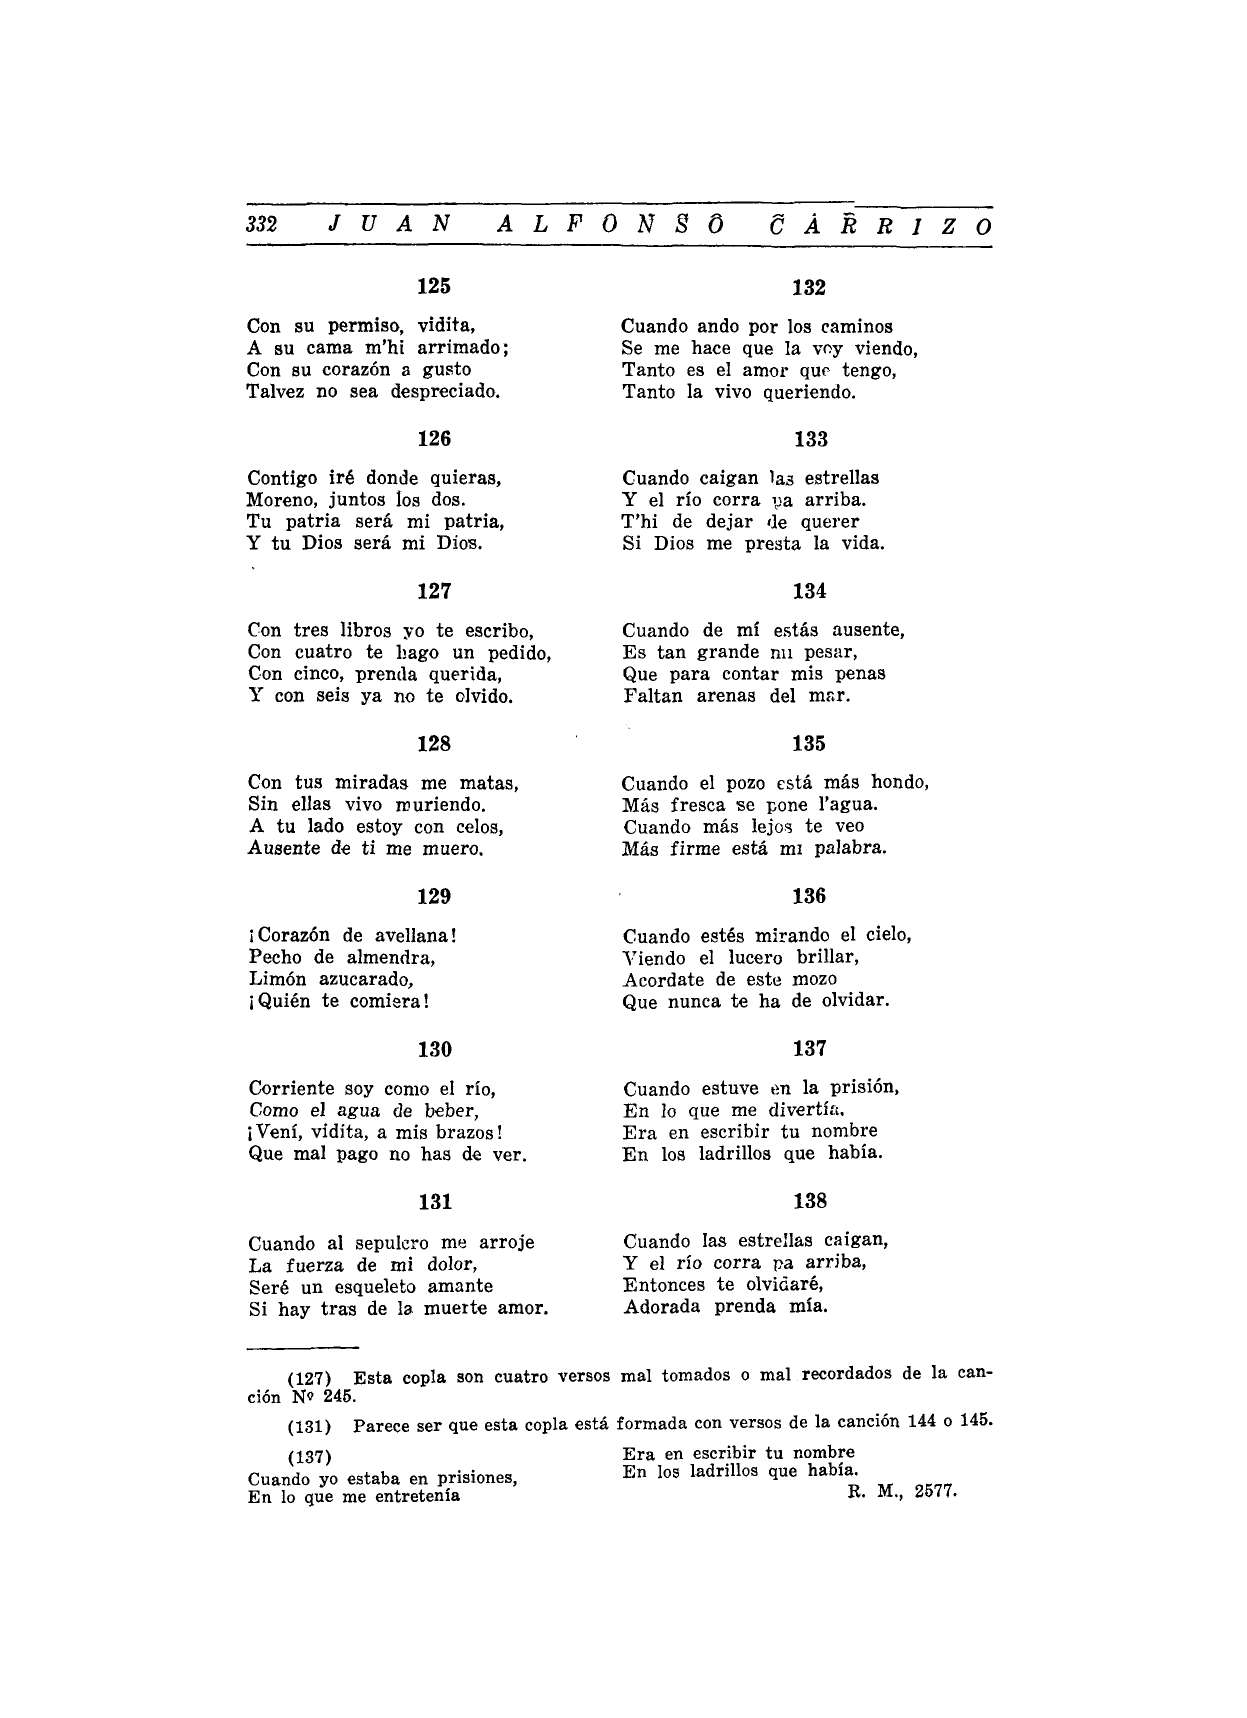 332 JUAN ALFONSO CARRIZO
125
Con su permiso, vidita,
A su cama m'hi arrimado;
Con su corazón a gusto
Talvez no sea despreciado.
126
Contigo iré donde quieras,
Moreno, juntos los dos.
Tu patria será mi patria,
Y tu Dios será mi Dios.
127
Con tres libros yo te escribo,
Con cuatro te hago un pedido,
Con cinco, prenda querida,
Y con seis ya no te olvido.
128
Con tus miradas me matas,
Sin ellas vivo muriendo.
A tu lado estoy con celos,
Ausente de ti me muero.
129
¡Corazón de avellana!
Pecho de almendra,
Limón azucarado,
¡Quién te comiera!
130
Corriente soy como el río,
Como el agua de beber,
¡Vení, vidita, a mis brazos!
Que mal pago no has de ver.
131
Cuando al sepulcro me arroje
La fuerza de mi dolor,
Seré un esqueleto amante
Si hay tras de la muerte amor.
132
Cuando ando por los caminos
Se me hace que la voy viendo,
Tanto es el amor que tengo,
Tanto la vivo queriendo.
133
Cuando caigan las estrellas
Y el río corra pa arriba.
T'hi de dejar de querer
Si Dios me presta la vida.
134
Cuando de mí estás ausente,
Es tan grande mi pesar,
Que para contar mis penas
Faltan arenas del mar.
135
Cuando el pozo está más hondo,
Más fresca se pone l'agua.
Cuando más lejos te veo
Más firme está mi palabra.
136
Cuando estés mirando el cielo,
Viendo el lucero brillar,
Acordate de este mozo
Que nunca te ha de olvidar.
137
Cuando estuve en la prisión,
En lo que me divertía.
Era en escribir tu nombre
En los ladrillos que había.
138
Cuando las estrellas caigan,
Y el río corra pa arriba,
Entonces te olvidaré,
Adorada prenda mía.
(127) Esta copla son cuatro versos mal tomados o mal recordados de la can-
ción Nº 245.
(131) Parece ser que esta copla está formada con versos de la canción 144 o 145.
(137)
Cuando yo estaba en prisiones,
En lo que me entretenía
Era en escribir tu nombre
En los ladrillos que había.
R. M., 2577.